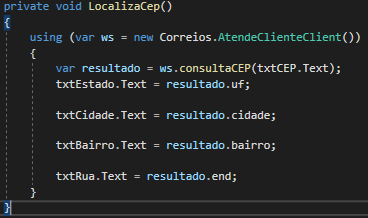 private void LocalizaCep()
{
using (var ws = new Correios.AtendeClienteClient())
{
var resultado = ws.consultaCEP(txtCEP.Text);
txtEstado.Text = resultado.uf;
txtCidade.Text = resultado.cidade;
txtBairro.Text = resultado.bairro;
txtRua.Text = resultado.end;
}
}